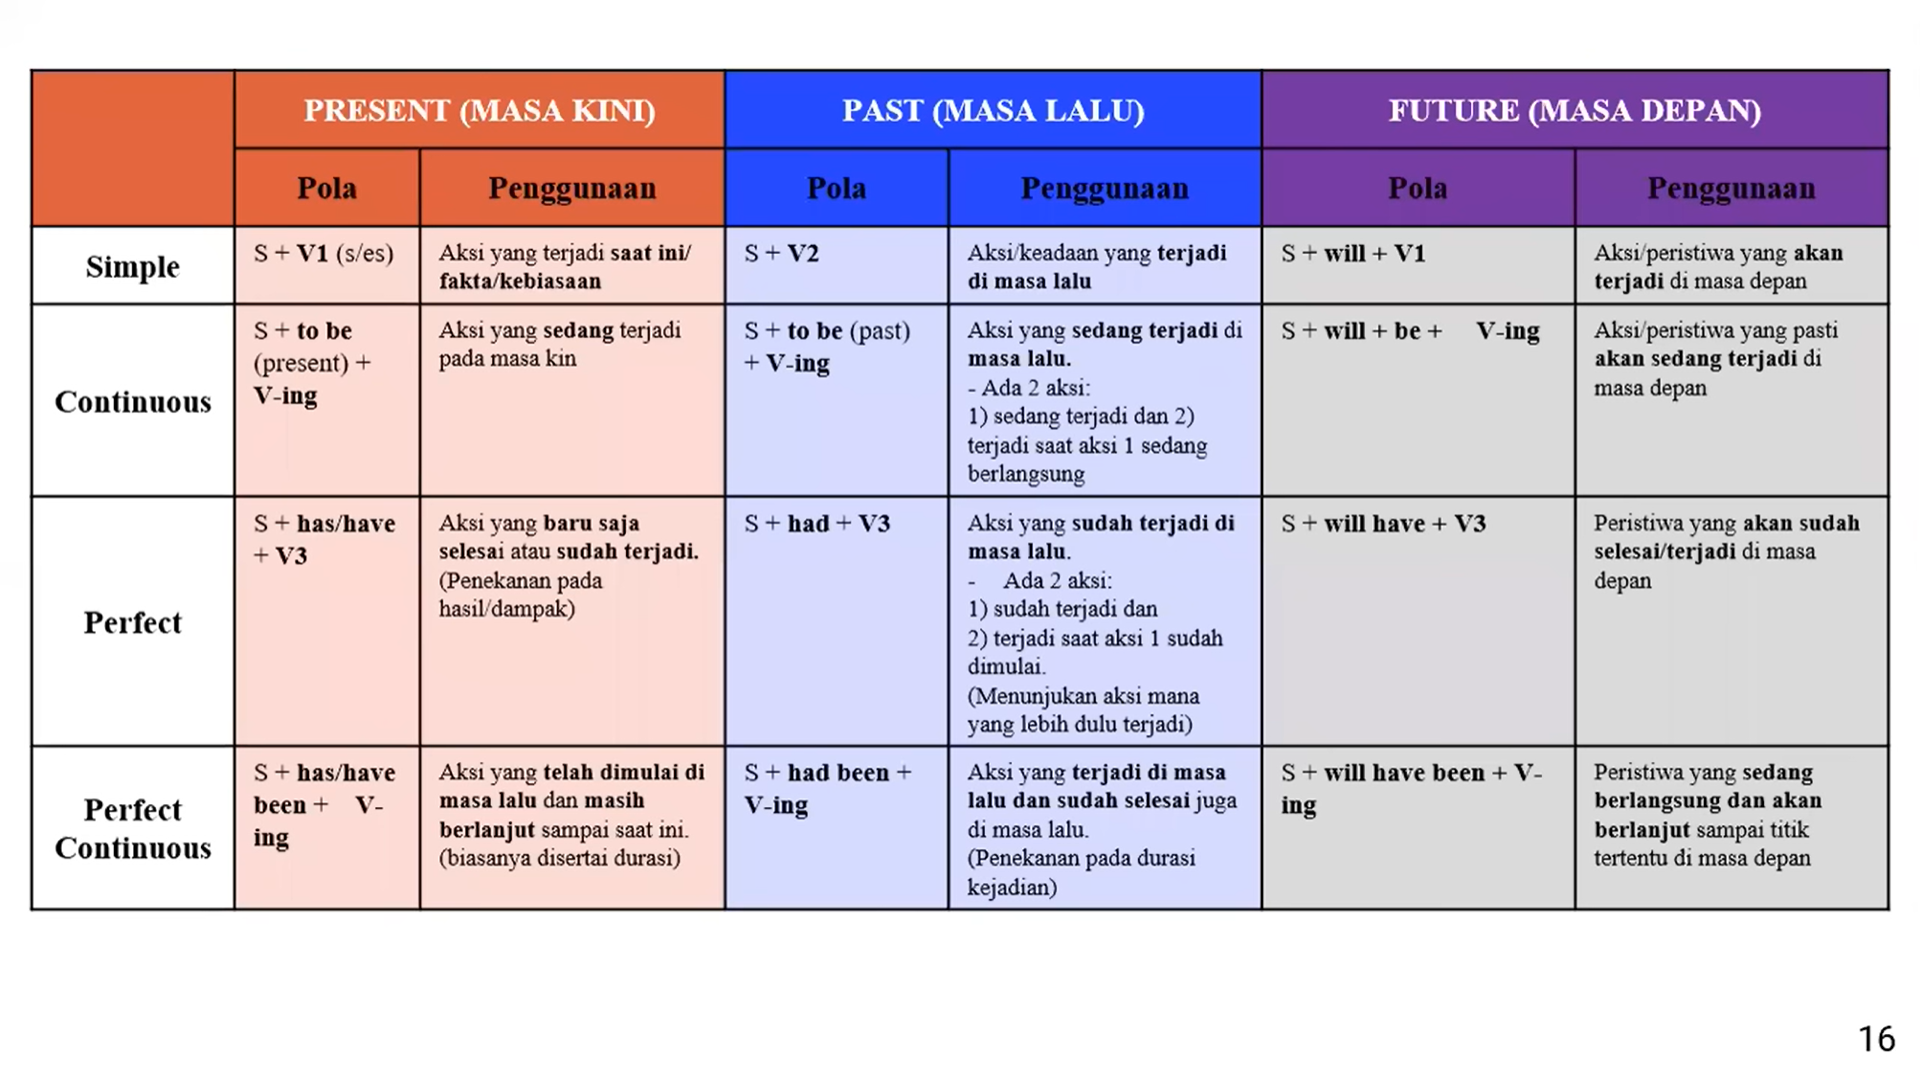 PRESENT (MASA KINI)
PAST (MASA LALU)
FUTURE (MASA DEPAN)
Pola
Penggunaan
Pola
Penggunaan
Pola
Penggunaan
Simple
S + V1 (s/es)
Aksi yang terjadi saat ini/
fakta/kebiasaan
S + V2
Aksi/keadaan yang terjadi
di masa lalu
S + will + V1
Aksi/peristiwa yang akan
terjadi di masa depan
Continuous
S + to be
(present) +
V-ing
Aksi yang sedang terjadi
pada masa kin
S + to be (past)
+ V-ing
Aksi yang sedang terjadi di
masa lalu.
- Ada 2 aksi:
1) sedang terjadi dan 2)
terjadi saat aksi 1 sedang
berlangsung
S + will + be + V-ing
Aksi/peristiwa yang pasti
akan sedang terjadi di
masa depan
Perfect
S + has/have
+ V3
Aksi yang baru saja
selesai atau sudah terjadi.
(Penekanan pada
hasil/dampak)
S + had + V3
Aksi yang sudah terjadi di
masa lalu.
- Ada 2 aksi:
1) sudah terjadi dan
2) terjadi saat aksi 1 sudah
dimulai.
(Menunjukan aksi mana
yang lebih dulu terjadi)
S + will have + V3
Peristiwa yang akan sudah
selesai/terjadi di masa
depan
Perfect
Continuous
S + has/have
been + V-
ing
Aksi yang telah dimulai di
masa lalu dan masih
berlanjut sampai saat ini.
(biasanya disertai durasi)
S + had been +
V-ing
Aksi yang terjadi di masa
lalu dan sudah selesai juga
di masa lalu.
(Penekanan pada durasi
kejadian)
S + will have been + V-
ing
Peristiwa yang sedang
berlangsung dan akan
berlanjut sampai titik
tertentu di masa depan
16